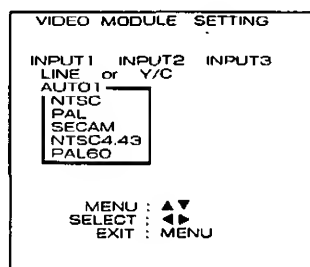 VIDEO MODULE SETTING
INPUT1 INPUT2 INPUT3
LINE or Y/C
AUTO1
NTSC
PAL
SECAM
NTSC4.43
PAL60
MENU : ▲▼
SELECT : ◀▶
EXIT : MENU